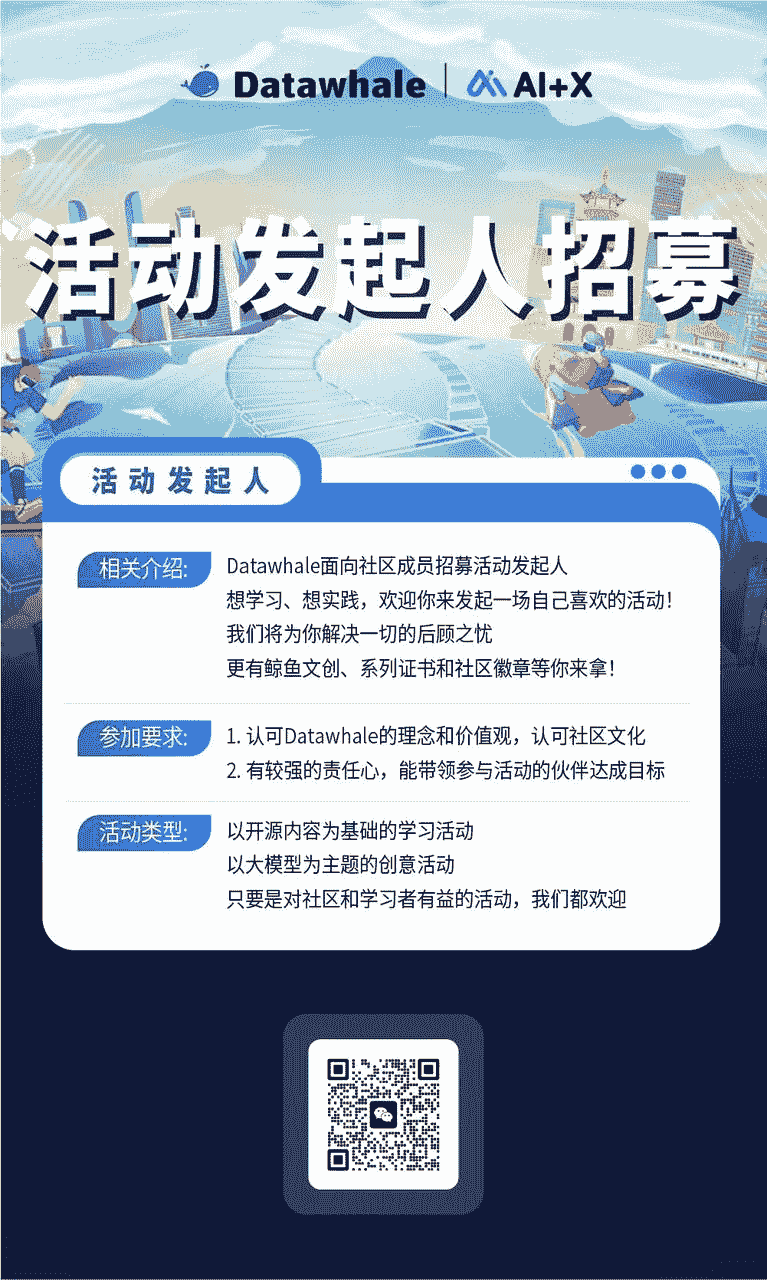 Datawhale | AI+X
活动发起人招募
活动发起人
相关介绍:
Datawhale面向社区成员招募活动发起人
想学习、想实践，欢迎你来发起一场自己喜欢的活动！
我们将为你解决一切的后顾之忧
更有鲸鱼文创、系列证书和社区徽章等你来拿！
参加要求:
1. 认可Datawhale的理念和价值观，认可社区文化
2. 有较强的责任心，能带领参与活动的伙伴达成目标
活动类型:
以开源内容为基础的学习活动
以大模型为主题的创意活动
只要是对社区和学习者有益的活动，我们都欢迎